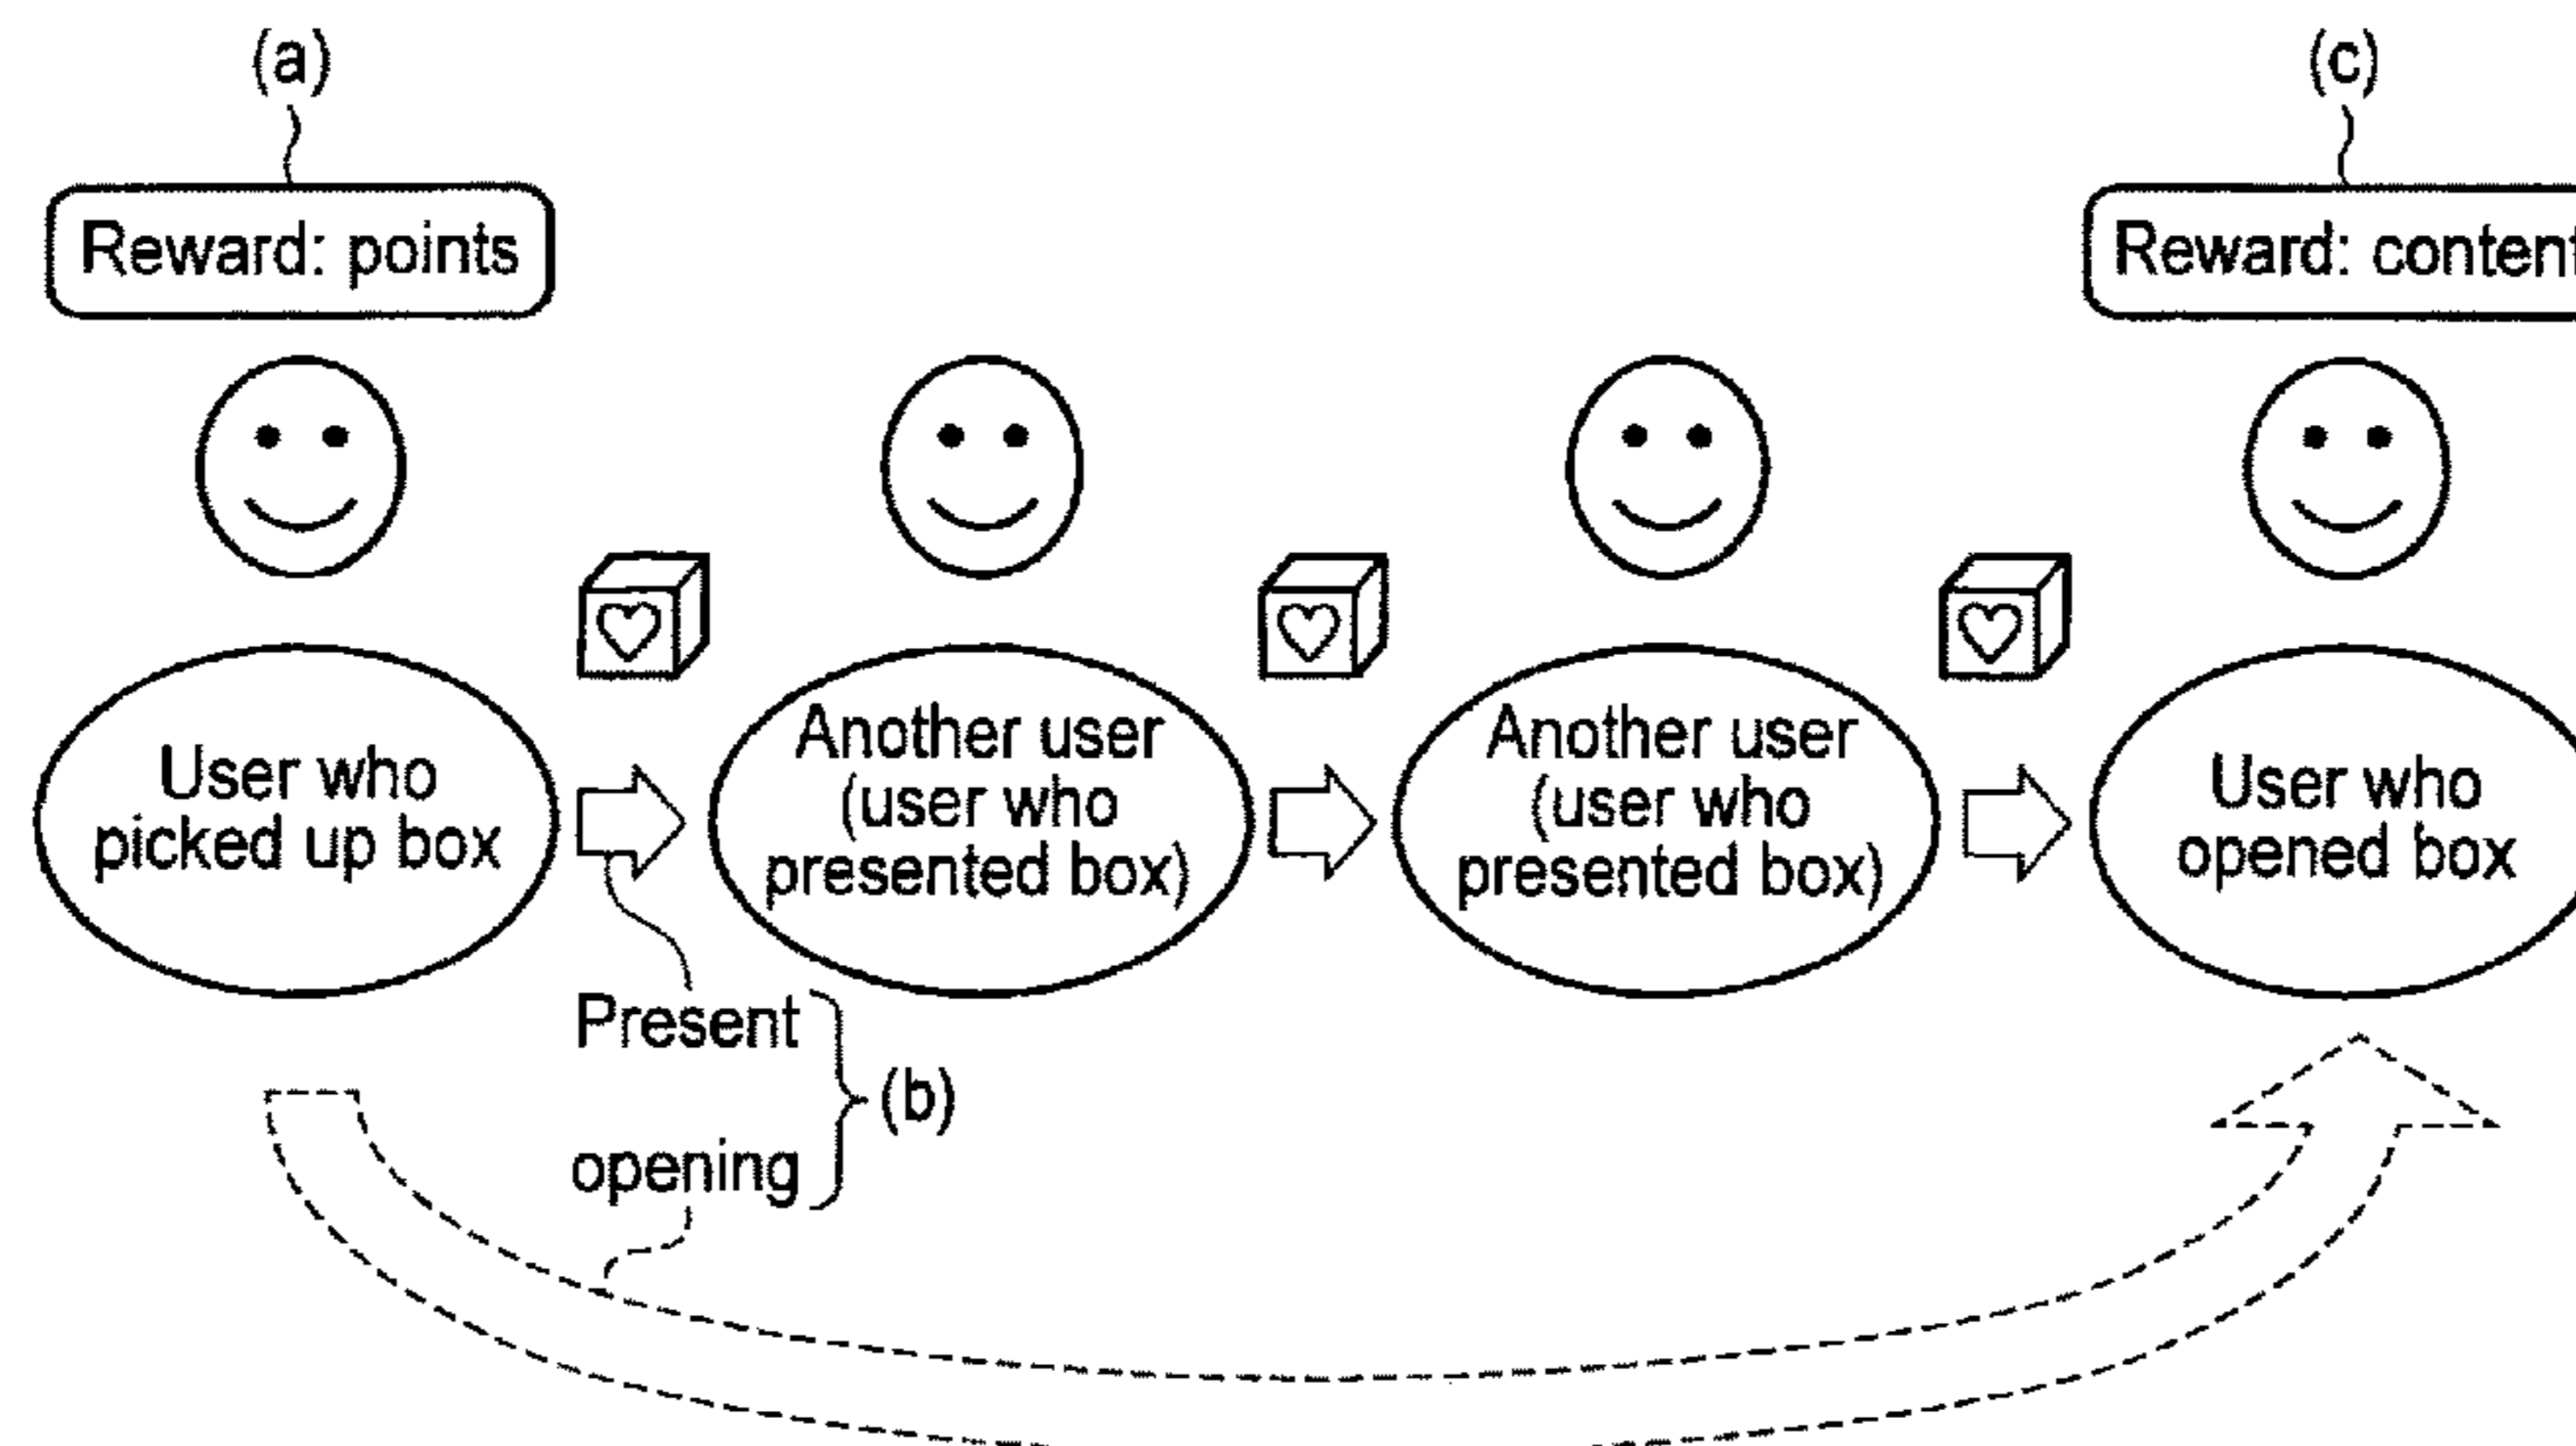 (a)
(c)
Reward: points
Reward: content
User who
picked up box
Another user
(user who
presented box)
Another user
(user who
presented box)
User who
opened box
Present
opening
(b)